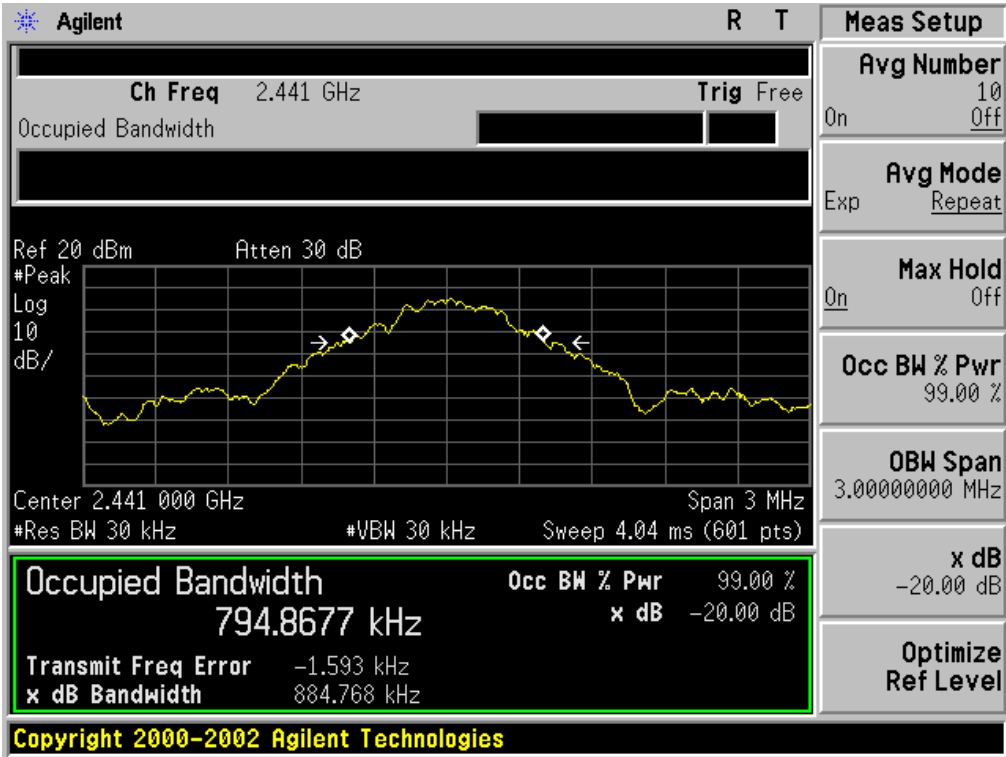 Agilent R T
Ch Freq 2.441 GHz Trig Free
Occupied Bandwidth
Ref 20 dBm Atten 30 dB
#Peak
Log
10
dB/
Center 2.441 000 GHz Span 3 MHz
#Res BW 30 kHz #VBW 30 kHz Sweep 4.04 ms (601 pts)
Occupied Bandwidth Occ BW % Pwr 99.00 %
794.8677 kHz x dB -20.00 dB
Transmit Freq Error -1.593 kHz
x dB Bandwidth 884.768 kHz
Copyright 2000-2002 Agilent Technologies
Meas Setup
Avg Number
10
On Off
Avg Mode
Exp Repeat
Max Hold
On Off
Occ BW % Pwr
99.00 %
OBW Span
3.00000000 MHz
x dB
-20.00 dB
Optimize
Ref Level